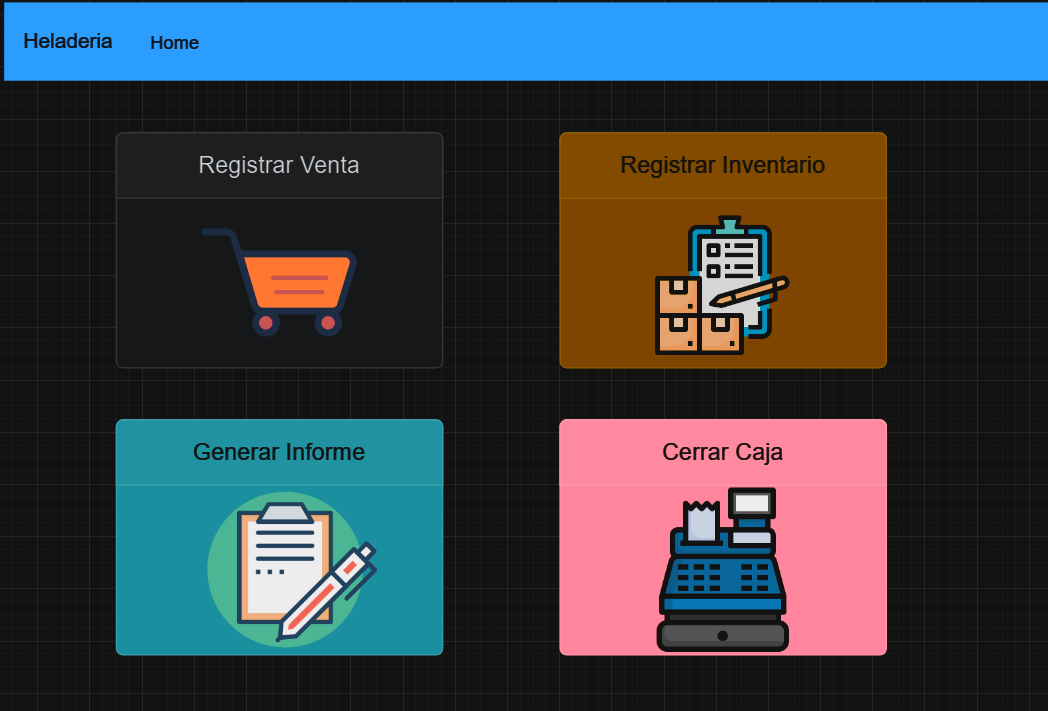 Heladeria Home
Registrar Venta
Registrar Inventario
Generar Informe
Cerrar Caja